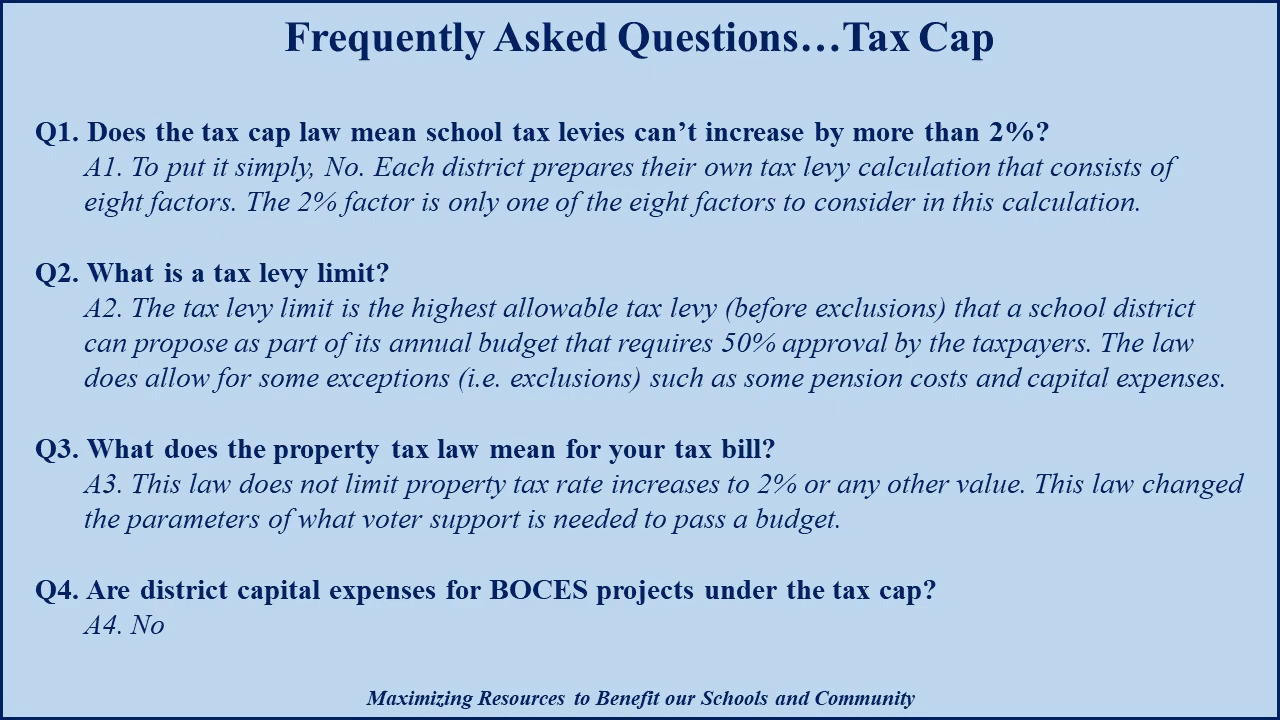 Frequently Asked Questions…Tax Cap
Q1. Does the tax cap law mean school tax levies can’t increase by more than 2%?
A1. To put it simply, No. Each district prepares their own tax levy calculation that consists of
eight factors. The 2% factor is only one of the eight factors to consider in this calculation.
Q2. What is a tax levy limit?
A2. The tax levy limit is the highest allowable tax levy (before exclusions) that a school district
can propose as part of its annual budget that requires 50% approval by the taxpayers. The law
does allow for some exceptions (i.e. exclusions) such as some pension costs and capital expenses.
Q3. What does the property tax law mean for your tax bill?
A3. This law does not limit property tax rate increases to 2% or any other value. This law changed
the parameters of what voter support is needed to pass a budget.
Q4. Are district capital expenses for BOCES projects under the tax cap?
A4. No
Maximizing Resources to Benefit our Schools and Community